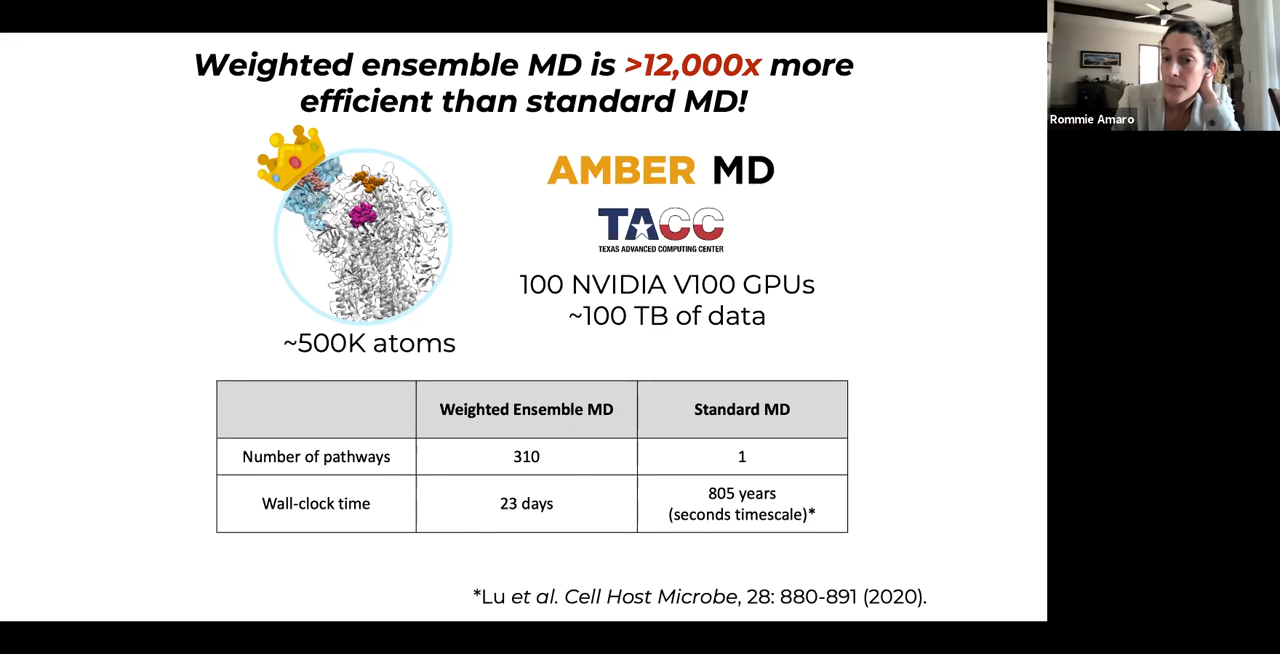 Weighted ensemble MD is >12,000x more
efficient than standard MD!
Rommie Amaro
AMBER MD
TACC
TEXAS ADVANCED COMPUTING CENTER
100 NVIDIA V100 GPUs
~100 TB of data
~500K atoms
Weighted Ensemble MD Standard MD
Number of pathways 310 1
Wall-clock time 23 days 805 years
(seconds timescale)*
*Lu et al. Cell Host Microbe, 28: 880-891 (2020).